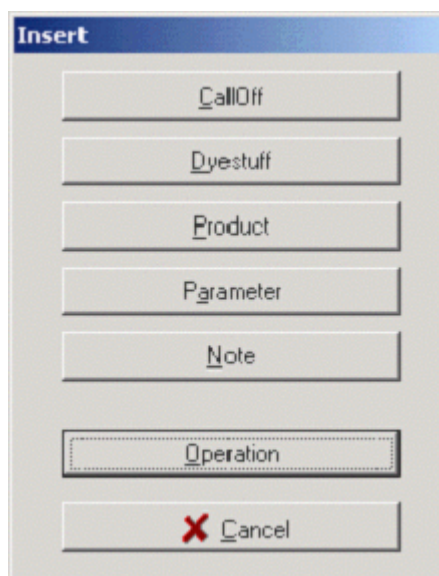 Insert
CallOff
Dyestuff
Product
Parameter
Note
Operation
Cancel